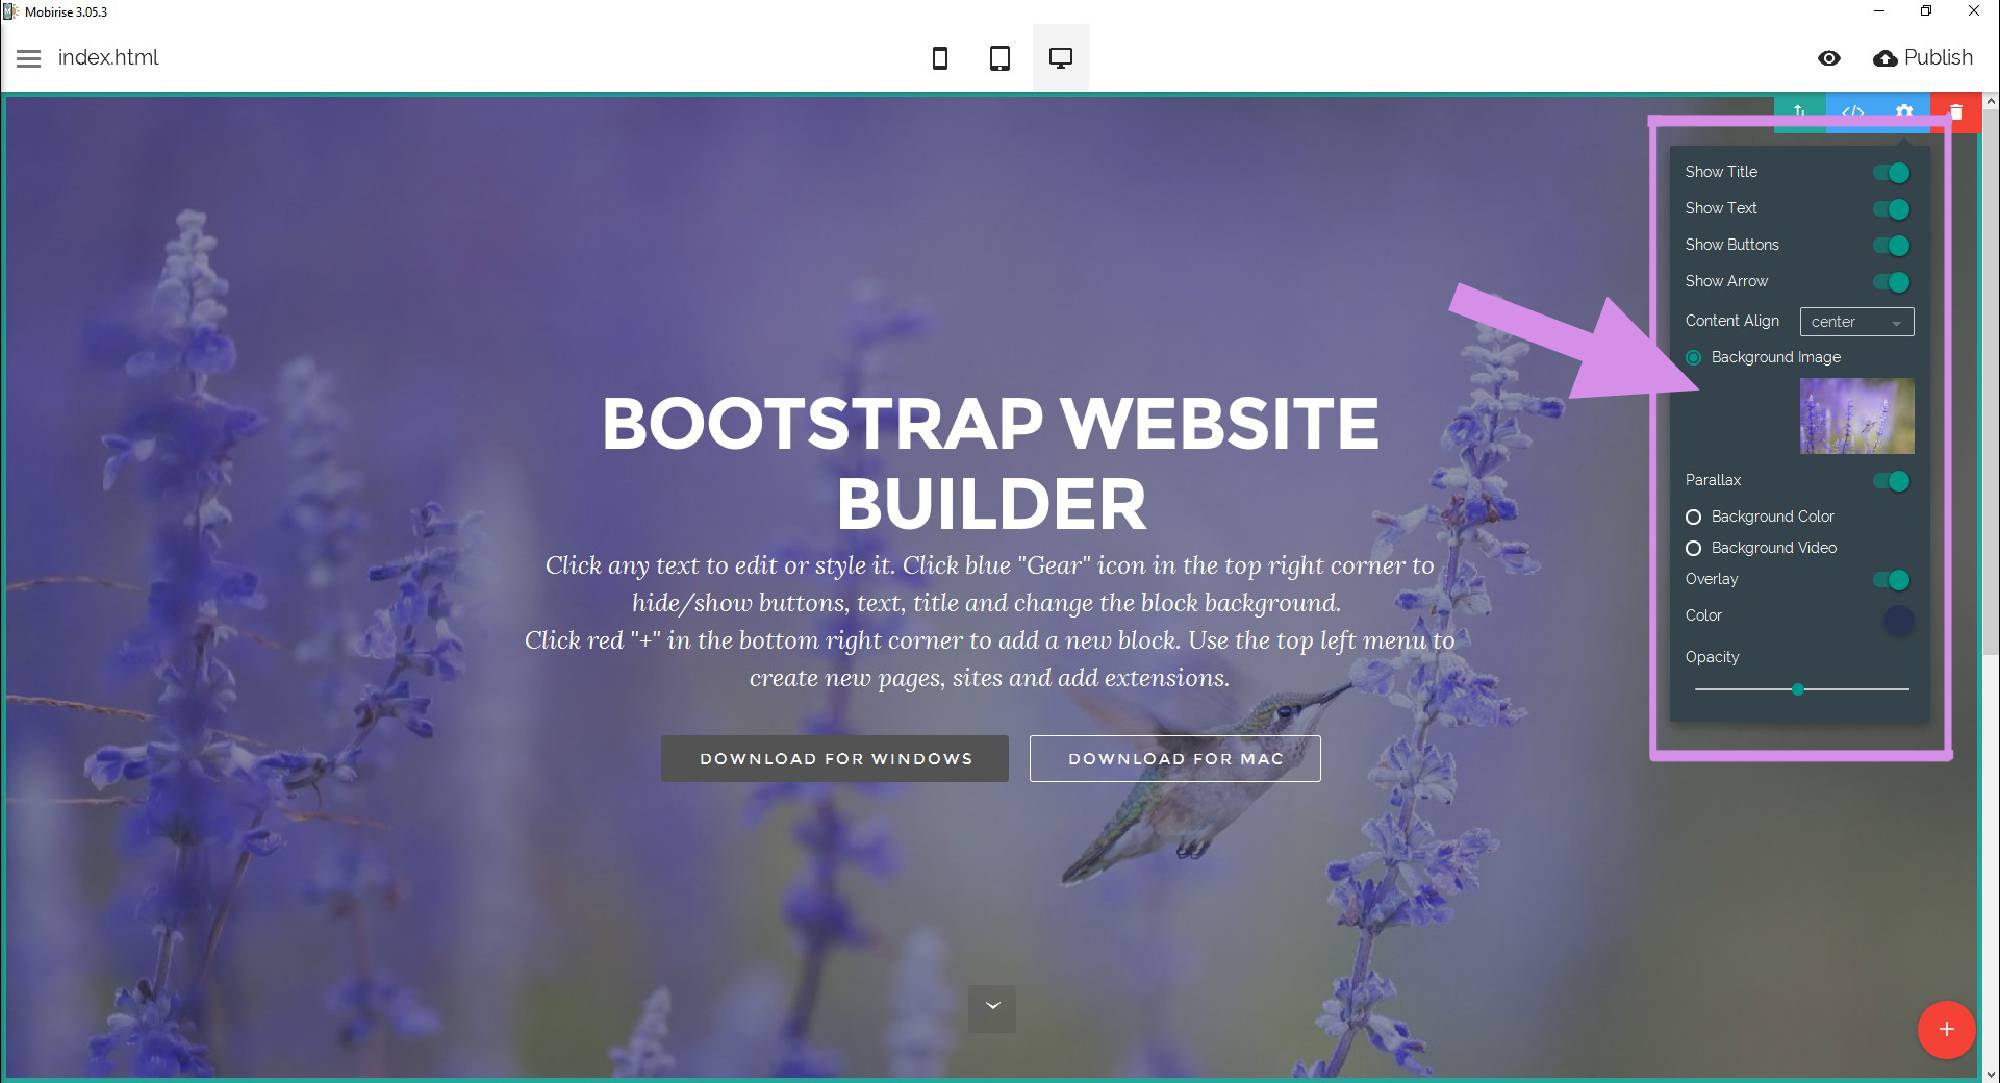 Mobirise 3.05.3
index.html
Publish
</>
Show Title
Show Text
Show Buttons
Show Arrow
Content Align center
Background Image
Parallax
Background Color
Background Video
Overlay
Color
Opacity
BOOTSTRAP WEBSITE
BUILDER
Click any text to edit or style it. Click blue "Gear" icon in the top right corner to
hide/show buttons, text, title and change the block background.
Click red "+" in the bottom right corner to add a new block. Use the top left menu to
create new pages, sites and add extensions.
DOWNLOAD FOR WINDOWS
DOWNLOAD FOR MAC
+